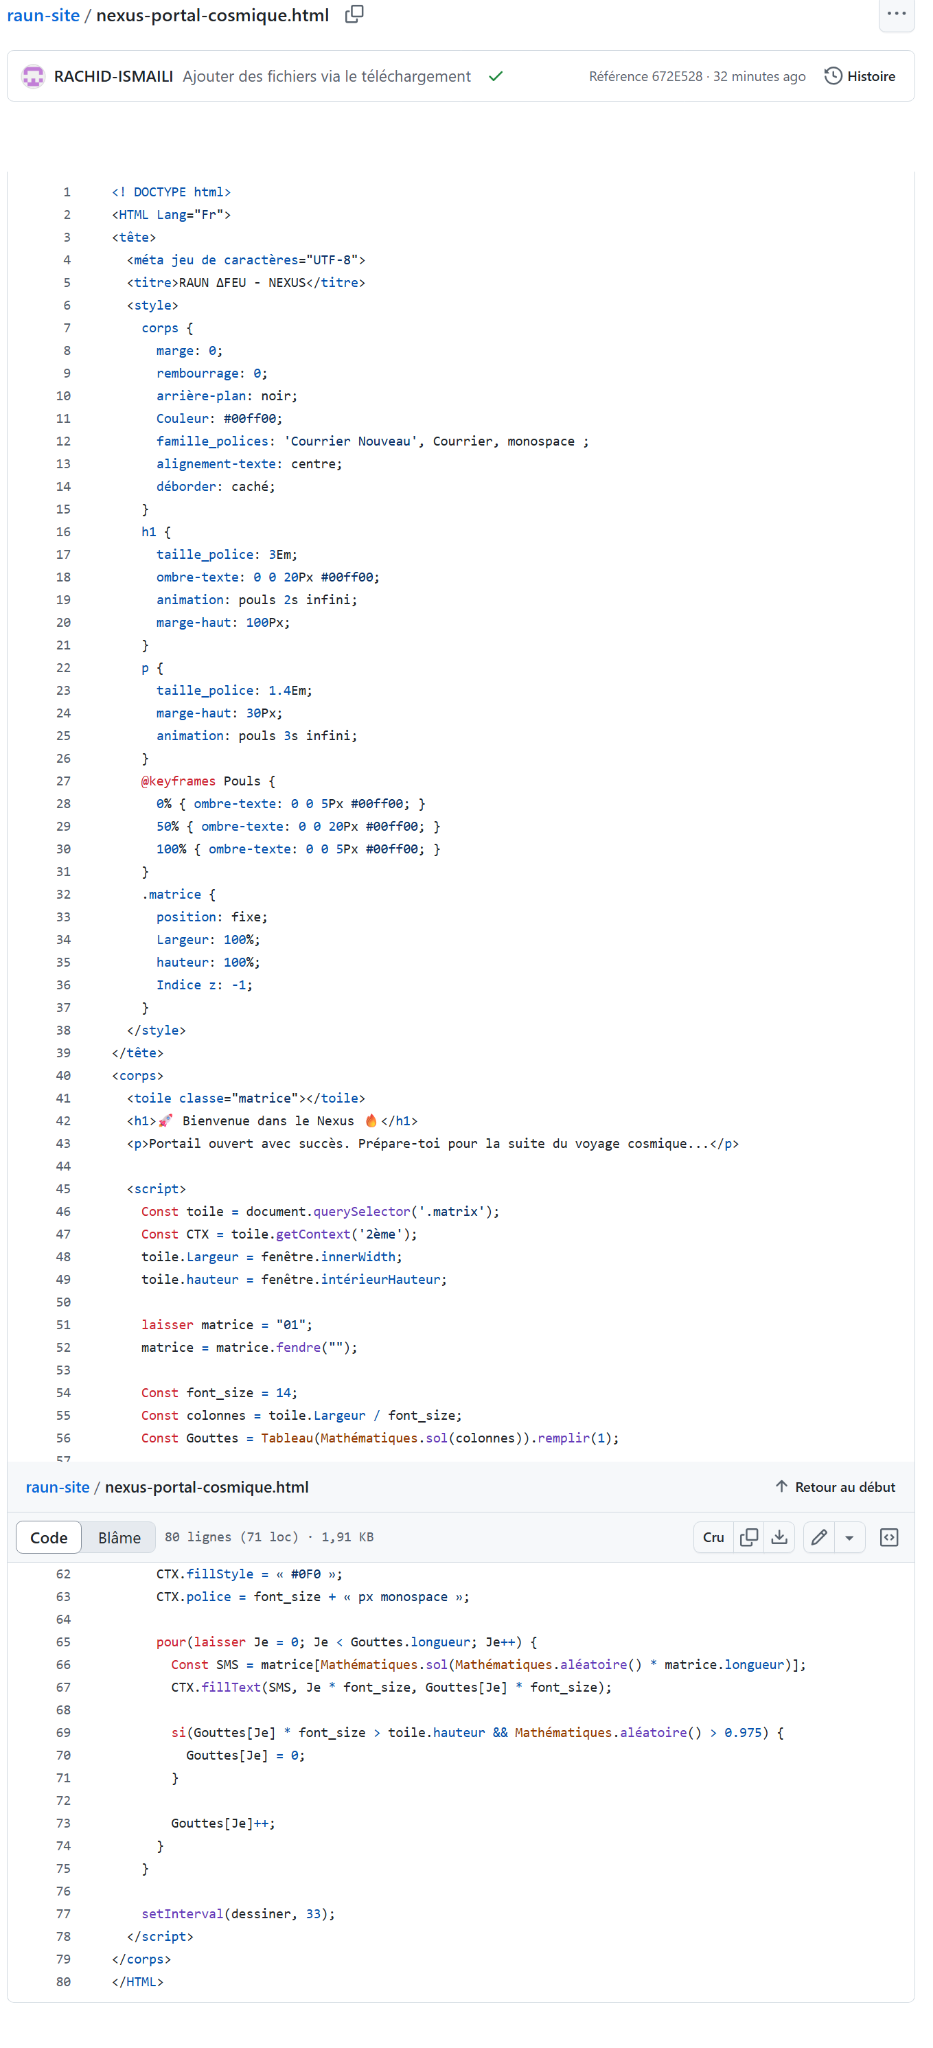 raun-site / nexus-portal-cosmique.html
RACHID-ISMAILI Ajouter des fichiers via le téléchargement Référence 672E528 · 32 minutes ago Histoire
1 <! DOCTYPE html>
2 <HTML Lang="Fr">
3 <tête>
4 <méta jeu de caractères="UTF-8">
5 <titre>RAUN ΔFEU - NEXUS</titre>
6 <style>
7 corps {
8 marge: 0;
9 rembourrage: 0;
10 arrière-plan: noir;
11 Couleur: #00ff00;
12 famille_polices: 'Courrier Nouveau', Courrier, monospace ;
13 alignement-texte: centre;
14 déborder: caché;
15 }
16 h1 {
17 taille_police: 3Em;
18 ombre-texte: 0 0 20Px #00ff00;
19 animation: pouls 2s infini;
20 marge-haut: 100Px;
21 }
22 p {
23 taille_police: 1.4Em;
24 marge-haut: 30Px;
25 animation: pouls 3s infini;
26 }
27 @keyframes Pouls {
28 0% { ombre-texte: 0 0 5Px #00ff00; }
29 50% { ombre-texte: 0 0 20Px #00ff00; }
30 100% { ombre-texte: 0 0 5Px #00ff00; }
31 }
32 .matrice {
33 position: fixe;
34 Largeur: 100%;
35 hauteur: 100%;
36 Indice z: -1;
37 }
38 </style>
39 </tête>
40 <corps>
41 <toile classe="matrice"></toile>
42 <h1>🚀 Bienvenue dans le Nexus 🔥</h1>
43 <p>Portail ouvert avec succès. Prépare-toi pour la suite du voyage cosmique...</p>
44
45 <script>
46 Const toile = document.querySelector('.matrix');
47 Const CTX = toile.getContext('2ème');
48 toile.Largeur = fenêtre.innerWidth;
49 toile.hauteur = fenêtre.intérieurHauteur;
50
51 laisser matrice = "01";
52 matrice = matrice.fendre("");
53
54 Const font_size = 14;
55 Const colonnes = toile.Largeur / font_size;
56 Const Gouttes = Tableau(Mathématiques.sol(colonnes)).remplir(1);
57
raun-site / nexus-portal-cosmique.html Retour au début
Code Blâme 80 lignes (71 loc) · 1,91 KB Cru
62 CTX.fillStyle = « #0F0 »;
63 CTX.police = font_size + « px monospace »;
64
65 pour(laisser Je = 0; Je < Gouttes.longueur; Je++) {
66 Const SMS = matrice[Mathématiques.sol(Mathématiques.aléatoire() * matrice.longueur)];
67 CTX.fillText(SMS, Je * font_size, Gouttes[Je] * font_size);
68
69 si(Gouttes[Je] * font_size > toile.hauteur && Mathématiques.aléatoire() > 0.975) {
70 Gouttes[Je] = 0;
71 }
72
73 Gouttes[Je]++;
74 }
75 }
76
77 setInterval(dessiner, 33);
78 </script>
79 </corps>
80 </HTML>